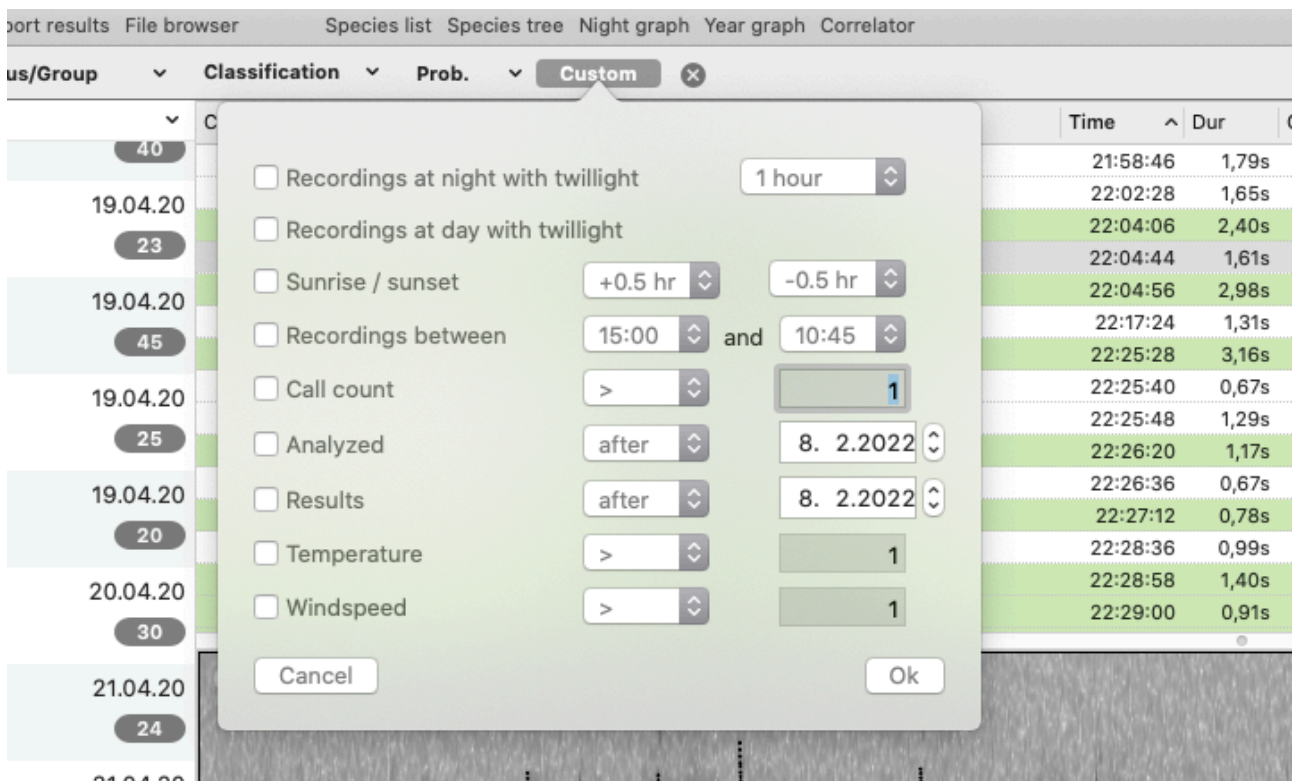 port results File browser Species list Species tree Night graph Year graph Correlator
us/Group Classification Prob. Custom
C Time Dur
40
19.04.20
23
19.04.20
45
19.04.20
25
19.04.20
20
20.04.20
30
21.04.20
24
21.04.20
Recordings at night with twillight 1 hour
Recordings at day with twillight
Sunrise / sunset +0.5 hr -0.5 hr
Recordings between 15:00 and 10:45
Call count > 1
Analyzed after 8. 2.2022
Results after 8. 2.2022
Temperature > 1
Windspeed > 1
Cancel Ok
21:58:46 1,79s
22:02:28 1,65s
22:04:06 2,40s
22:04:44 1,61s
22:04:56 2,98s
22:17:24 1,31s
22:25:28 3,16s
22:25:40 0,67s
22:25:48 1,29s
22:26:20 1,17s
22:26:36 0,67s
22:27:12 0,78s
22:28:36 0,99s
22:28:58 1,40s
22:29:00 0,91s